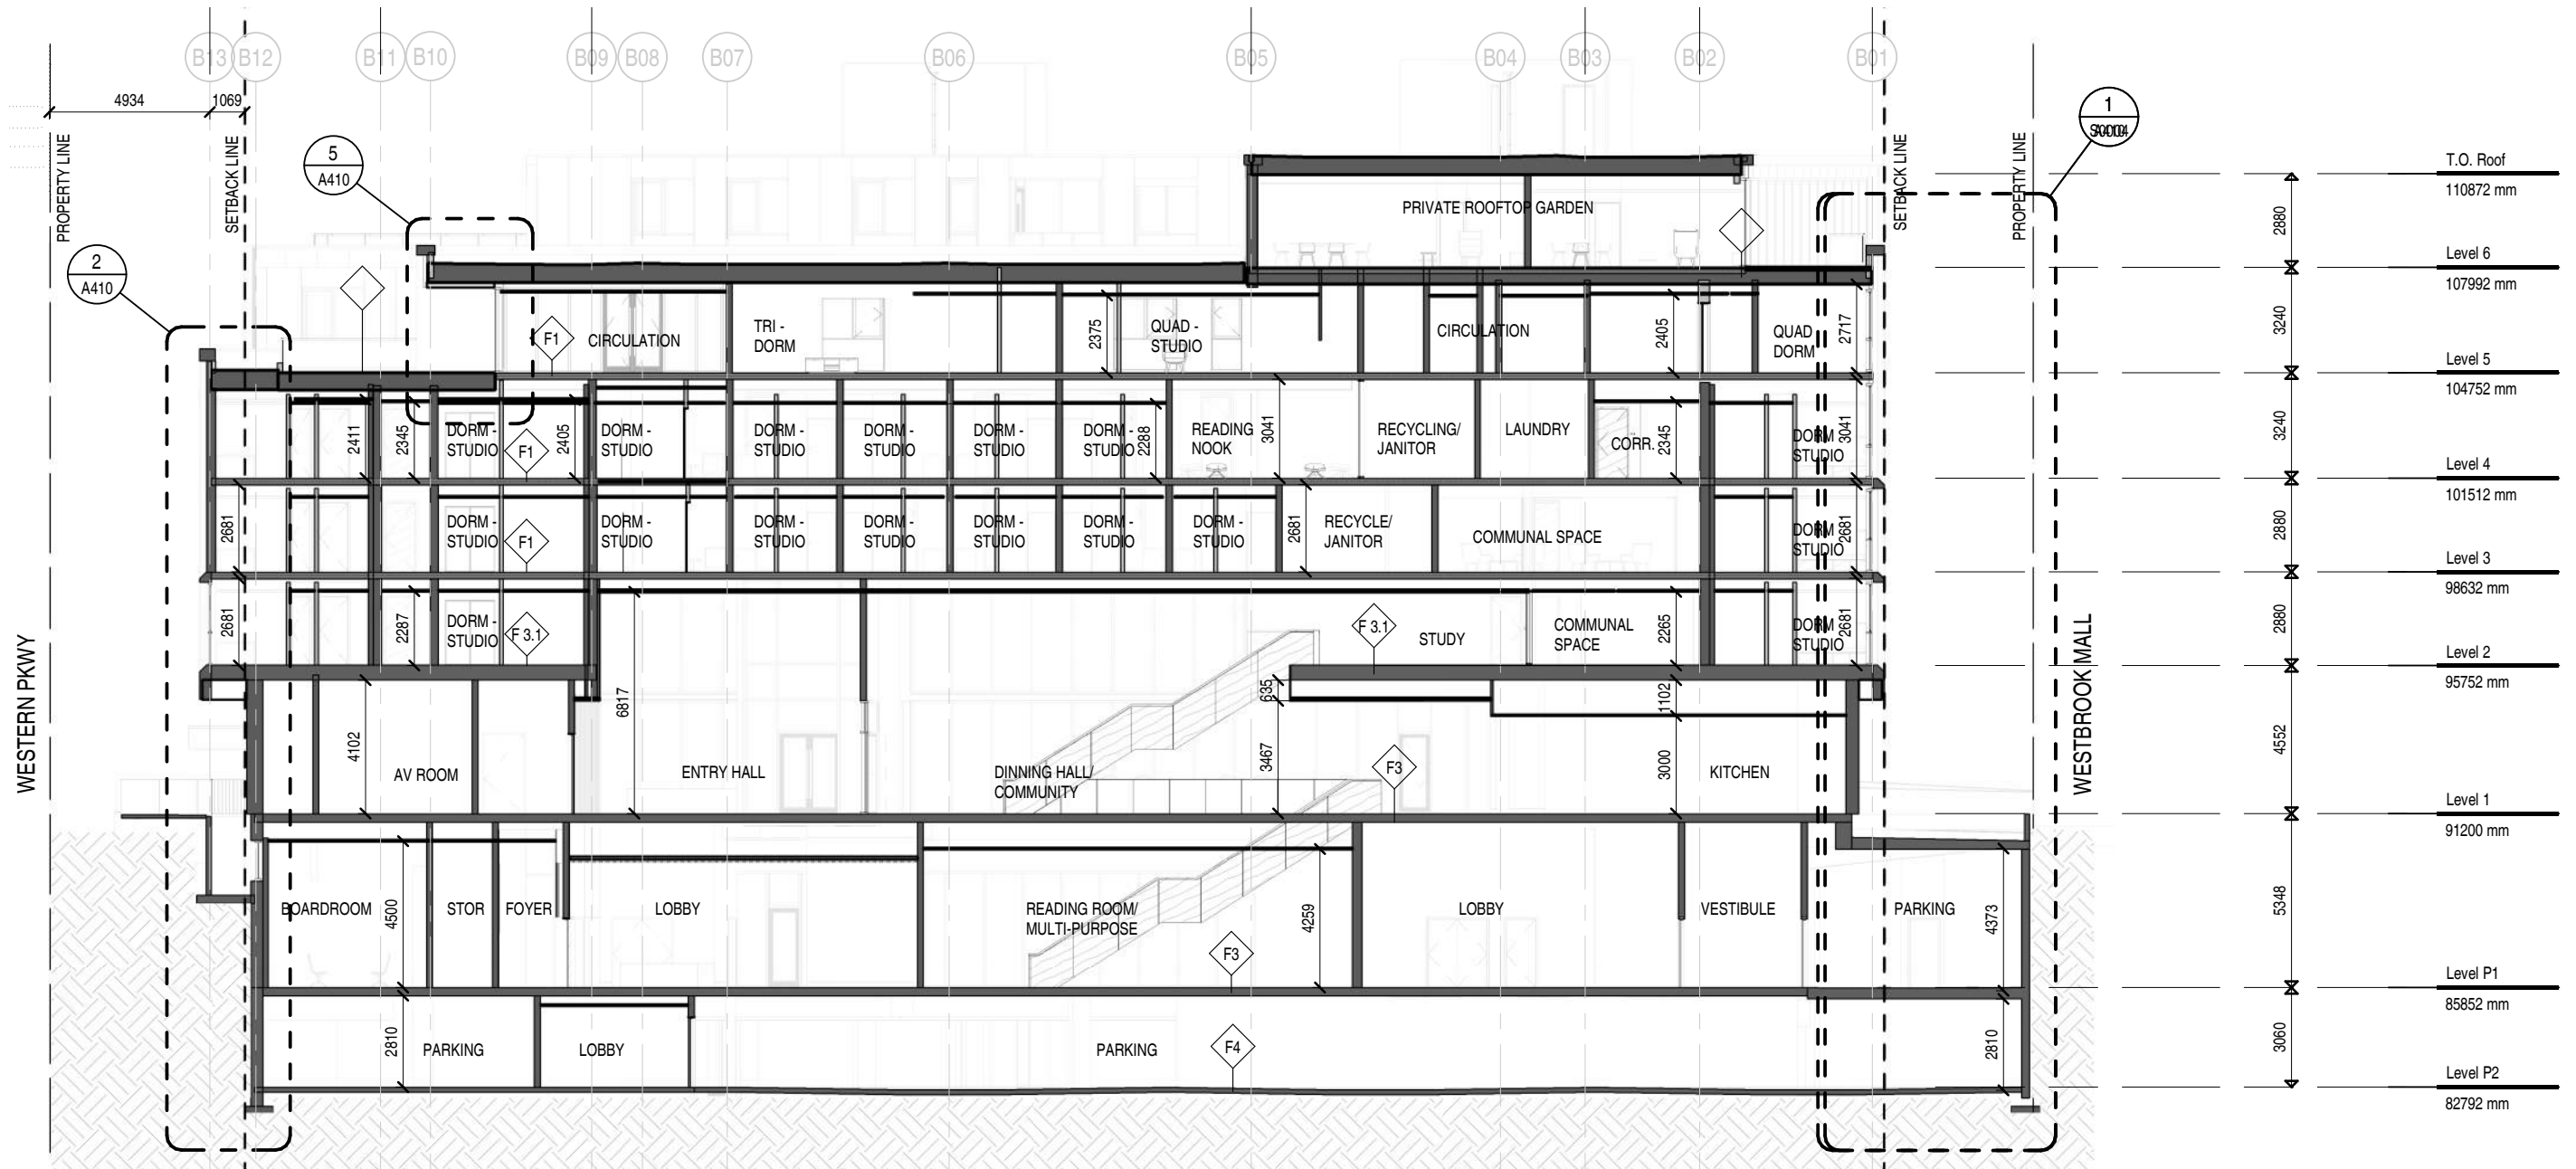 B13
B12
B11
B10
B09
B08
B07
B06
B05
B04
B03
B02
B01
4934
1069
PROPERTY LINE
SETBACK LINE
5
A410
2
A410
1
SETBACK LINE
PROPERTY LINE
WESTERN PKWY
WESTBROOK MALL
T.O. Roof
110872 mm
2880
Level 6
107992 mm
3240
Level 5
104752 mm
3240
Level 4
101512 mm
2880
Level 3
98632 mm
2880
Level 2
95752 mm
4552
Level 1
91200 mm
5348
Level P1
85852 mm
3060
Level P2
82792 mm
PRIVATE ROOFTOP GARDEN
F1
CIRCULATION
TRI -
DORM
2375
QUAD -
STUDIO
CIRCULATION
2405
QUAD
DORM
2717
2411
2345
DORM -
STUDIO
F1
2405
DORM -
STUDIO
DORM -
STUDIO
DORM -
STUDIO
DORM -
STUDIO
DORM -
STUDIO
2288
READING
NOOK
3041
RECYCLING/
JANITOR
LAUNDRY
CORR.
2345
DORM
STUDIO
3041
2681
DORM -
STUDIO
F1
DORM -
STUDIO
DORM -
STUDIO
DORM -
STUDIO
DORM -
STUDIO
DORM -
STUDIO
DORM -
STUDIO
2681
RECYCLE/
JANITOR
COMMUNAL SPACE
DORM
STUDIO
2681
2681
2287
DORM -
STUDIO
F 3.1
F 3.1
STUDY
COMMUNAL
SPACE
2265
DORM
STUDIO
2681
4102
AV ROOM
6817
ENTRY HALL
DINNING HALL/
COMMUNITY
635
3467
F3
1102
3000
KITCHEN
BOARDROOM
4500
STOR
FOYER
LOBBY
READING ROOM/
MULTI-PURPOSE
F3
4259
LOBBY
VESTIBULE
PARKING
4373
2810
PARKING
LOBBY
PARKING
F4
2810